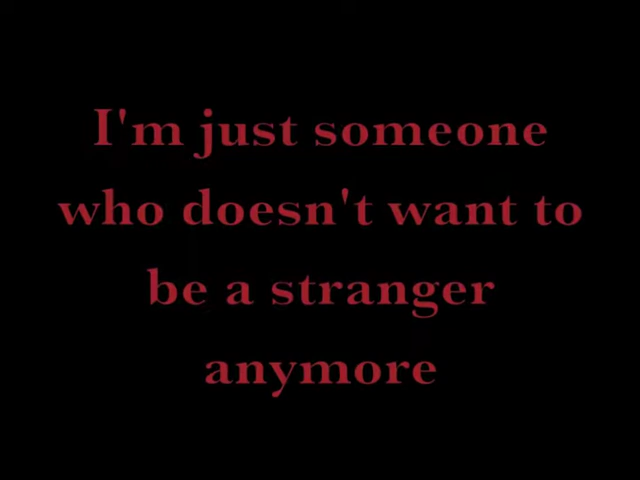 I'm just someone
who doesn't want to
be a stranger
anymore